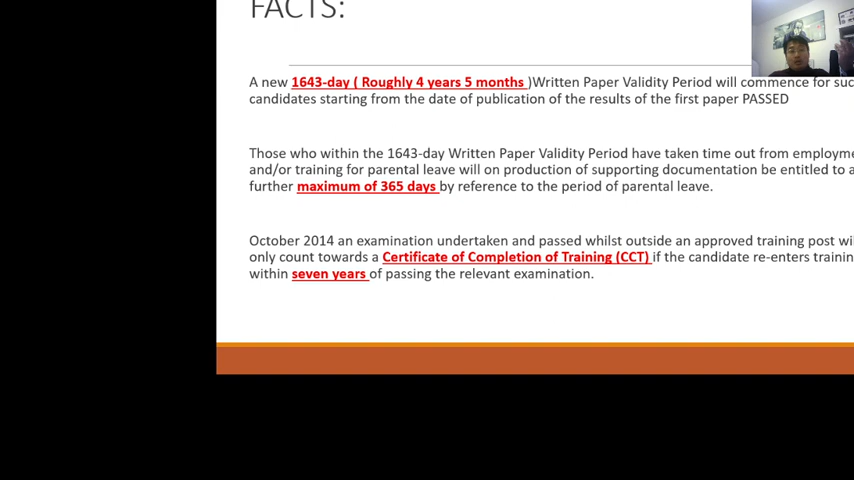 FACTS:
A new 1643-day ( Roughly 4 years 5 months )Written Paper Validity Period will commence for suc
candidates starting from the date of publication of the results of the first paper PASSED
Those who within the 1643-day Written Paper Validity Period have taken time out from employme
and/or training for parental leave will on production of supporting documentation be entitled to a
further maximum of 365 days by reference to the period of parental leave.
October 2014 an examination undertaken and passed whilst outside an approved training post wi
only count towards a Certificate of Completion of Training (CCT) if the candidate re-enters trainin
within seven years of passing the relevant examination.